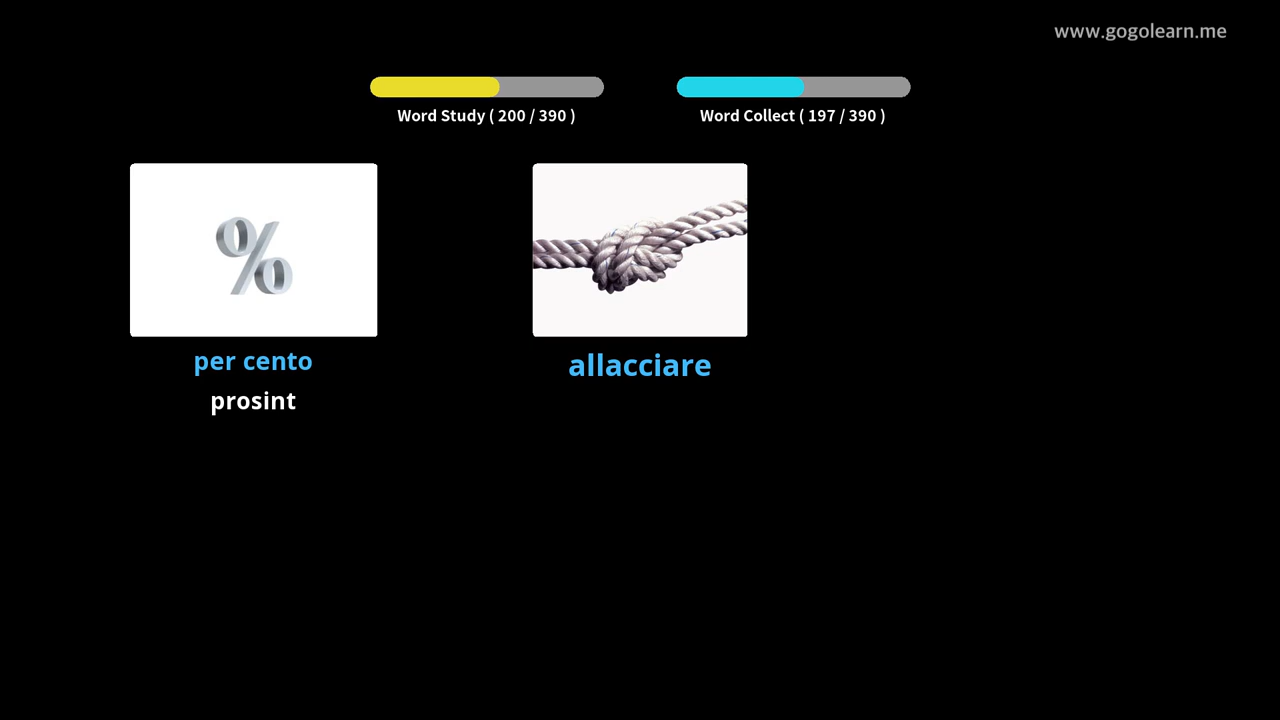 www.gogolearn.me
Word Study ( 200 / 390 )
Word Collect ( 197 / 390 )
%
per cento
prosint
allacciare